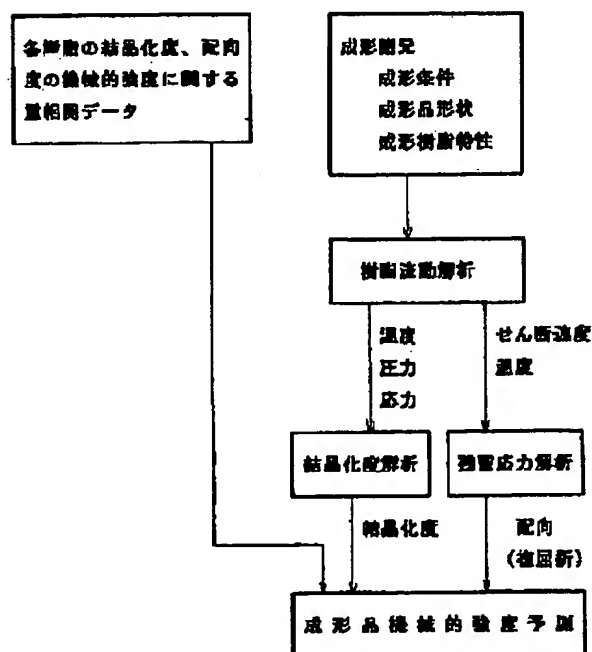 各樹脂の結晶化度、配向
度の機械的強度に関する
重相関データ
成形開発
成形条件
成形品形状
成形樹脂特性
樹脂流動解析
温度
圧力
応力
せん断速度
温度
結晶化度解析
残留応力解析
結晶化度
配向
(複屈折)
成形品機械的強度予測